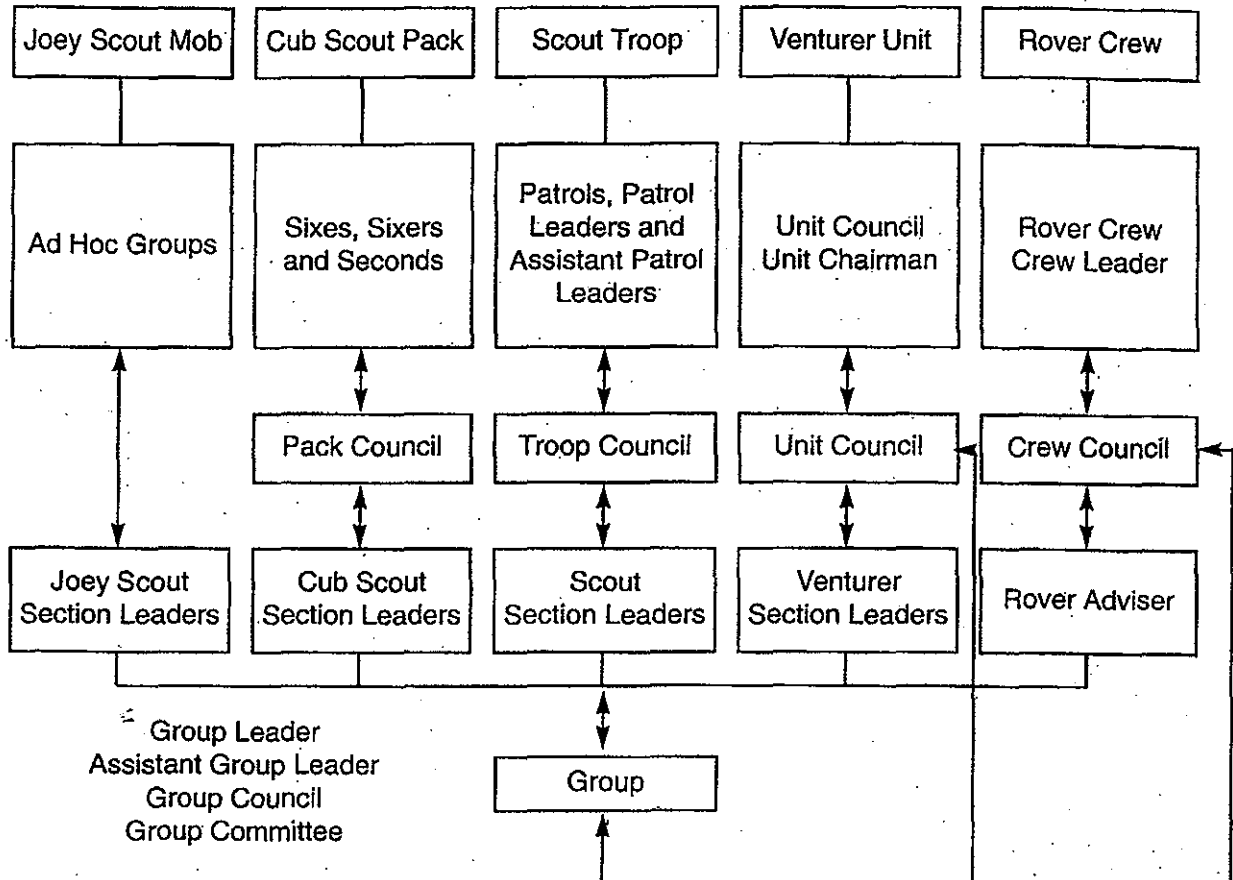 Joey Scout Mob
Cub Scout Pack
Scout Troop
Venturer Unit
Rover Crew
Ad Hoc Groups
Sixes, Sixers
and Seconds
Patrols, Patrol
Leaders and
Assistant Patrol
Leaders
Unit Council
Unit Chairman
Rover Crew
Crew Leader
Pack Council
Troop Council
Unit Council
Crew Council
Joey Scout
Section Leaders
Cub Scout
Section Leaders
Scout
Section Leaders
Venturer
Section Leaders
Rover Adviser
Group Leader
Assistant Group Leader
Group Council
Group Committee
Group